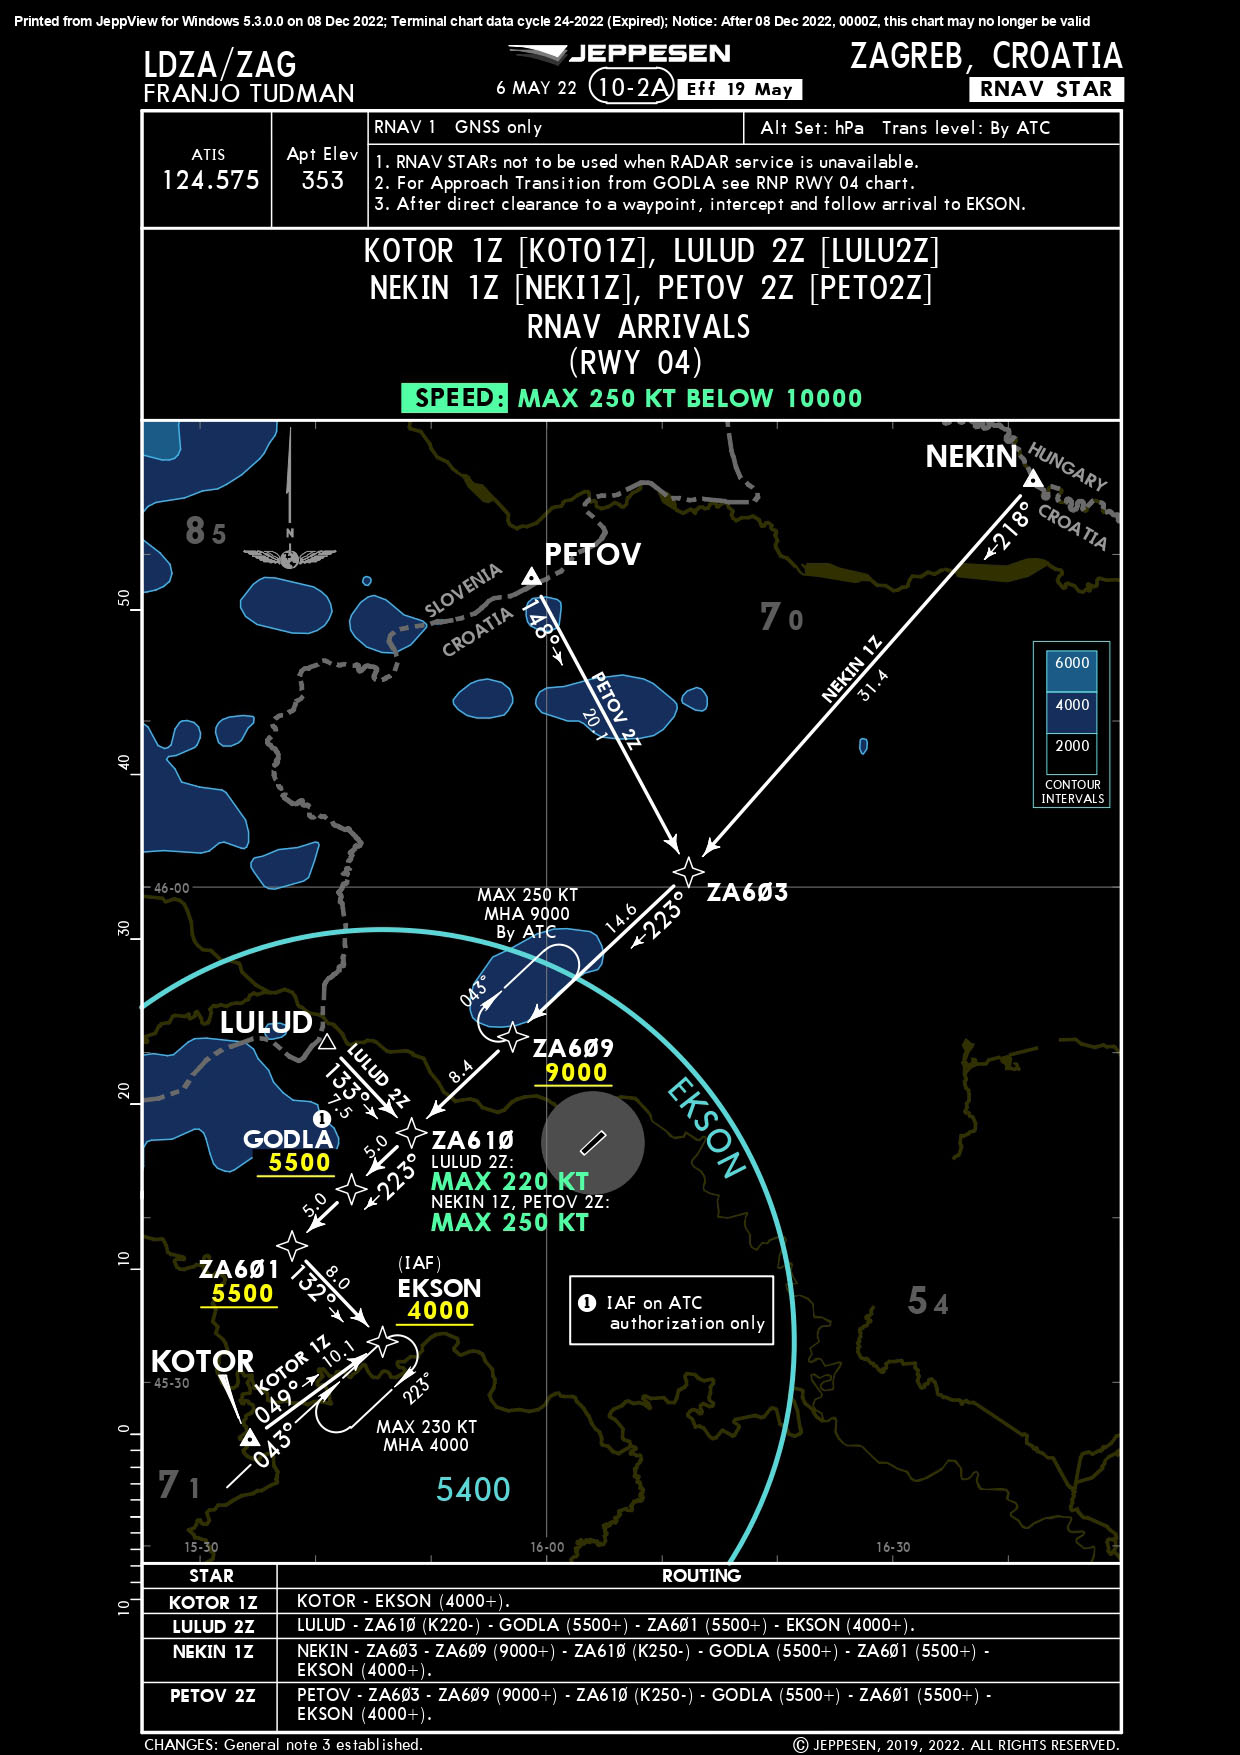 Printed from JeppView for Windows 5.3.0.0 on 08 Dec 2022; Terminal chart data cycle 24-2022 (Expired); Notice: After 08 Dec 2022, 0000Z, this chart may no longer be valid
LDZA/ZAG
FRANJO TUDMAN
JEPPESEN
6 MAY 22
10-2A
Eff 19 May
ZAGREB, CROATIA
RNAV STAR
ATIS
124.575
Apt Elev
353
RNAV 1 GNSS only
Alt Set: hPa Trans level: By ATC
1. RNAV STARs not to be used when RADAR service is unavailable.
2. For Approach Transition from GODLA see RNP RWY 04 chart.
3. After direct clearance to a waypoint, intercept and follow arrival to EKSON.
KOTOR 1Z [KOTO1Z], LULUD 2Z [LULU2Z]
NEKIN 1Z [NEKI1Z], PETOV 2Z [PETO2Z]
RNAV ARRIVALS
(RWY 04)
SPEED: MAX 250 KT BELOW 10000
NEKIN
HUNGARY
CROATIA
218°
85
N
PETOV
SLOVENIA
CROATIA
148°
70
50
NEKIN 1Z
31.4
PETOV 2Z
20.1
6000
4000
2000
CONTOUR
INTERVALS
40
46-00
ZA6Ø3
MAX 250 KT
MHA 9000
By ATC
14.6
223°
30
043°
LULUD
ZA6Ø9
9000
8.4
LULUD 2Z
133°
7.5
20
EKSON
1
GODLA
5500
5.0
223°
ZA61Ø
LULUD 2Z:
MAX 220 KT
NEKIN 1Z, PETOV 2Z:
MAX 250 KT
5.0
10
ZA6Ø1
5500
8.0
132°
(IAF)
EKSON
4000
1 IAF on ATC
authorization only
54
KOTOR
KOTOR 1Z
10.1
049°
45-30
223°
043°
MAX 230 KT
MHA 4000
0
71
5400
15-30
16-00
16-30
10
STAR
ROUTING
KOTOR 1Z
KOTOR - EKSON (4000+).
LULUD 2Z
LULUD - ZA61Ø (K220-) - GODLA (5500+) - ZA6Ø1 (5500+) - EKSON (4000+).
NEKIN 1Z
NEKIN - ZA6Ø3 - ZA6Ø9 (9000+) - ZA61Ø (K250-) - GODLA (5500+) - ZA6Ø1 (5500+) -
EKSON (4000+).
PETOV 2Z
PETOV - ZA6Ø3 - ZA6Ø9 (9000+) - ZA61Ø (K250-) - GODLA (5500+) - ZA6Ø1 (5500+) -
EKSON (4000+).
CHANGES: General note 3 established.
© JEPPESEN, 2019, 2022. ALL RIGHTS RESERVED.